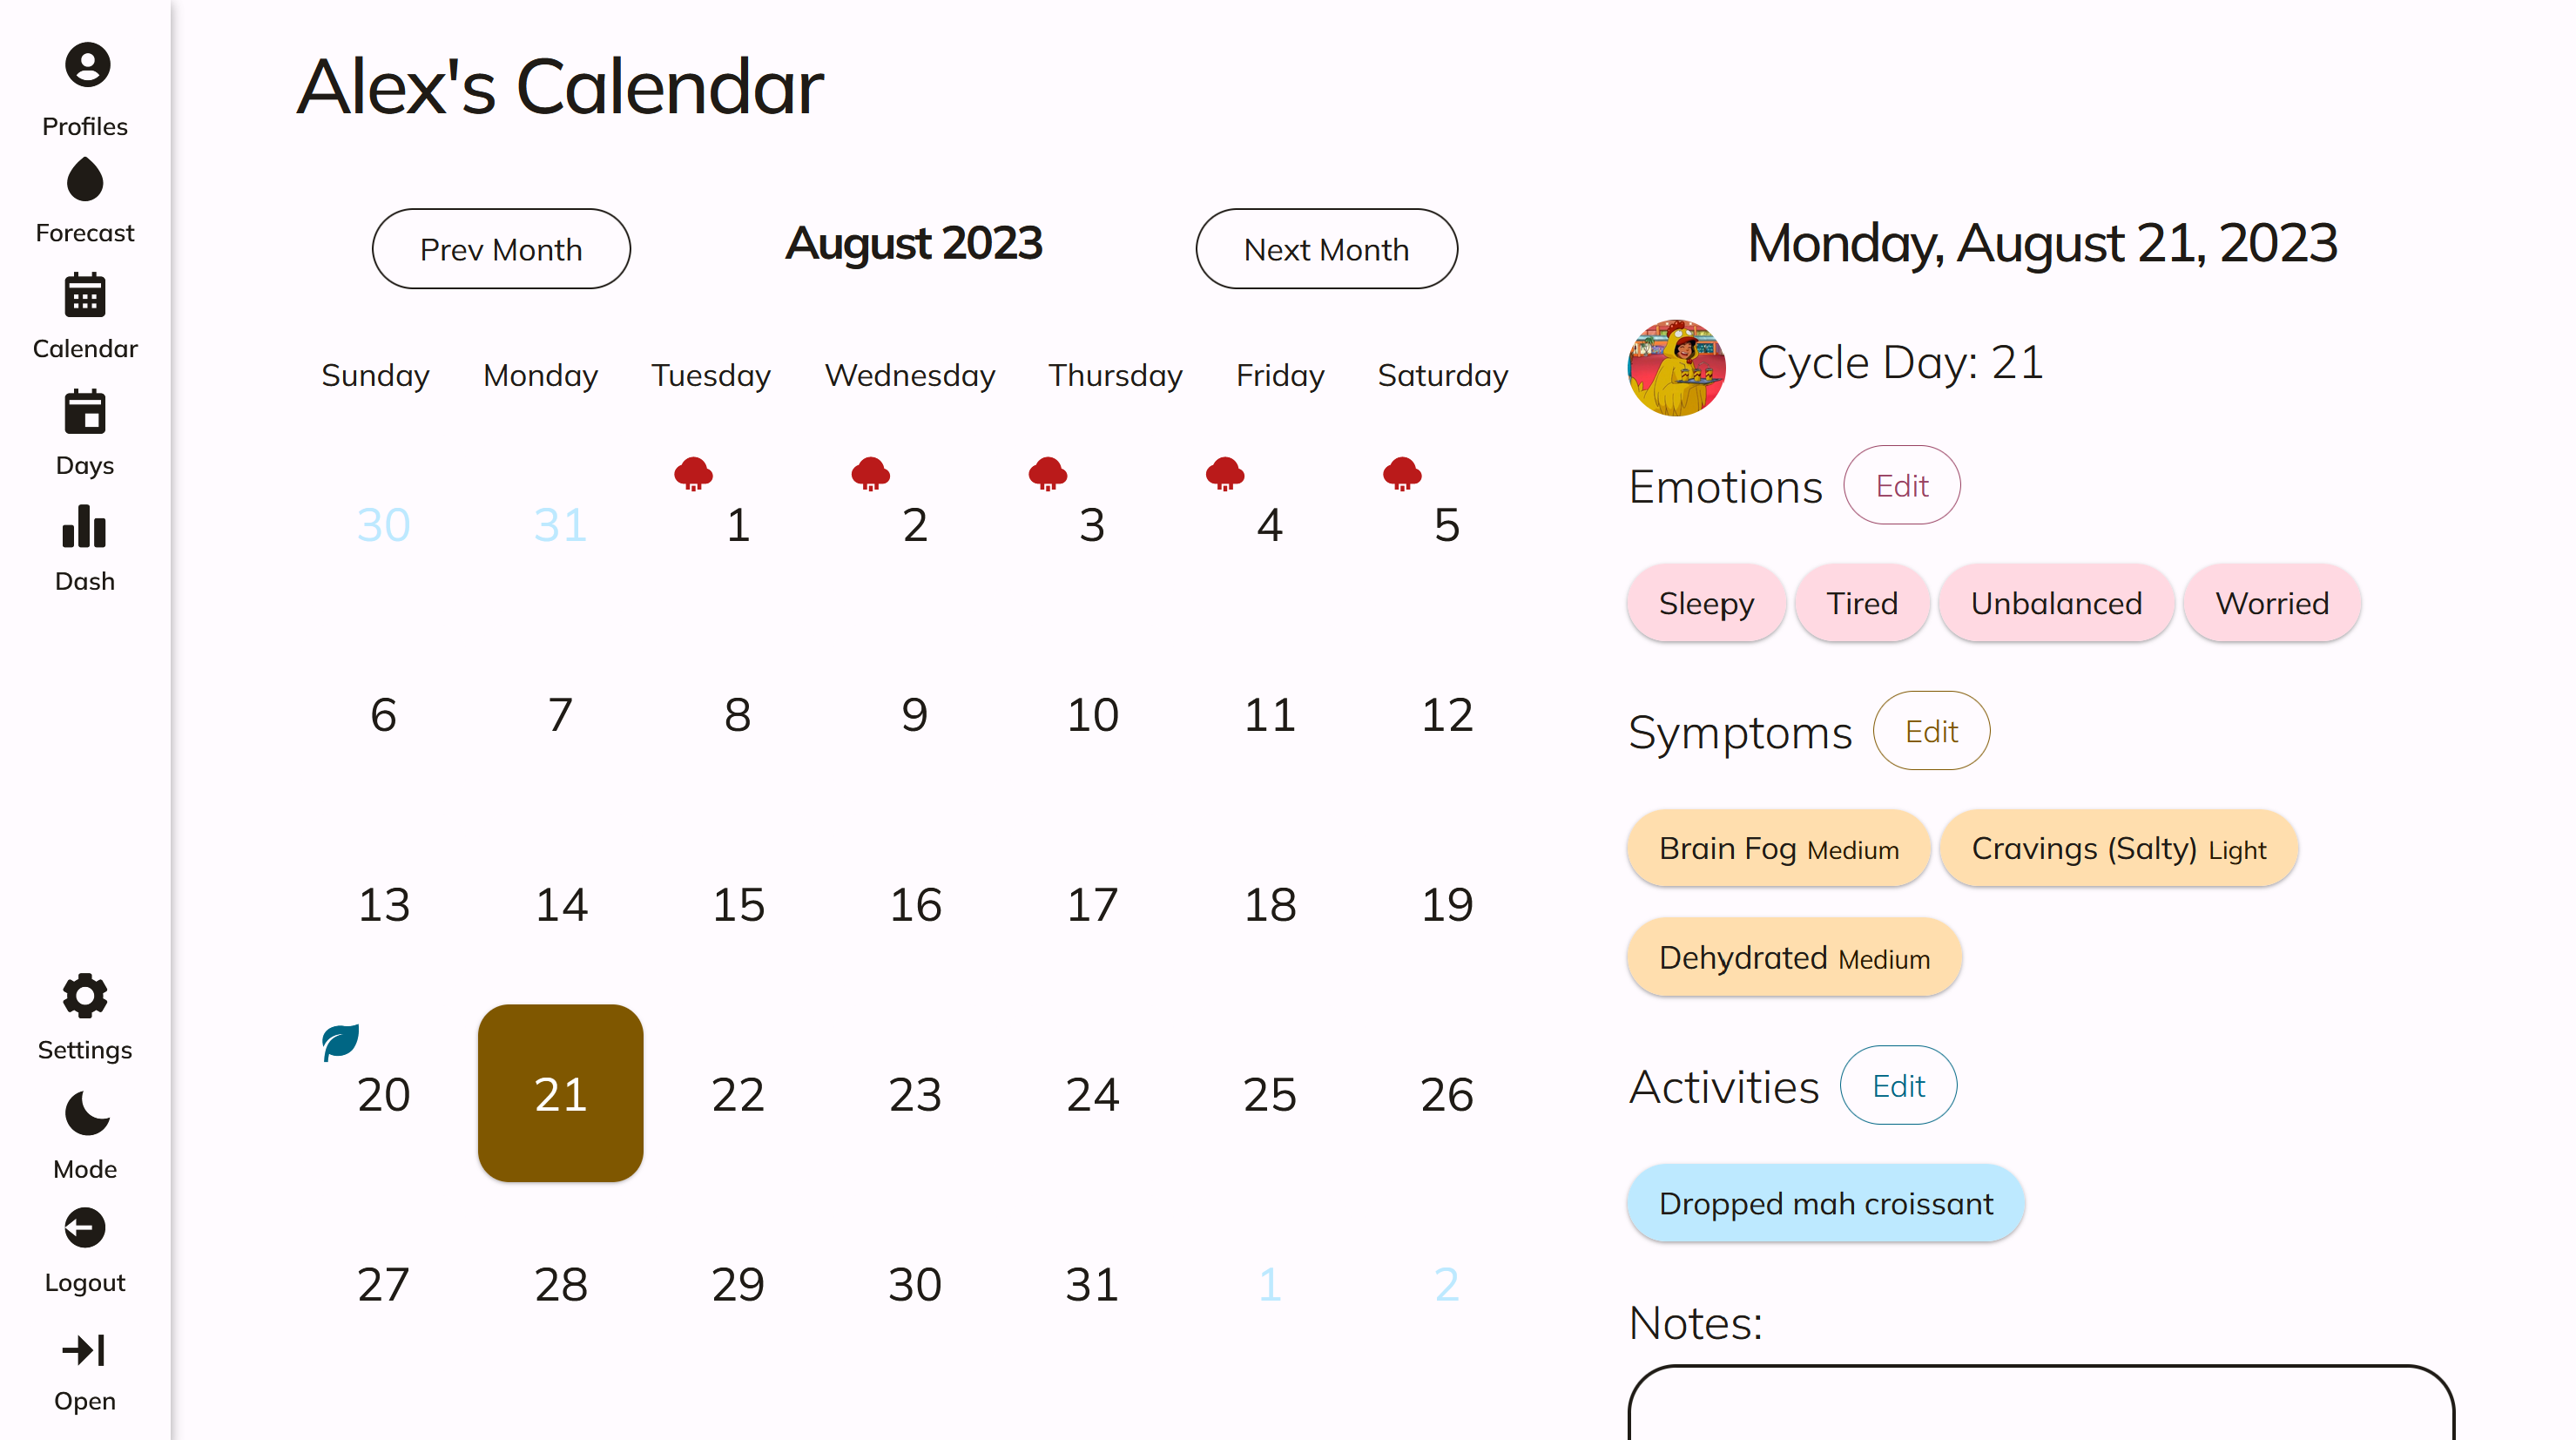 Profiles
Forecast
Calendar
Days
Dash
Settings
Mode
Logout
Open
Alex's Calendar
Prev Month August 2023 Next Month
Sunday Monday Tuesday Wednesday Thursday Friday Saturday
30 31 1 2 3 4 5
6 7 8 9 10 11 12
13 14 15 16 17 18 19
20 21 22 23 24 25 26
27 28 29 30 31 1 2
Monday, August 21, 2023
Cycle Day: 21
Emotions Edit
Sleepy Tired Unbalanced Worried
Symptoms Edit
Brain Fog Medium Cravings (Salty) Light
Dehydrated Medium
Activities Edit
Dropped mah croissant
Notes: